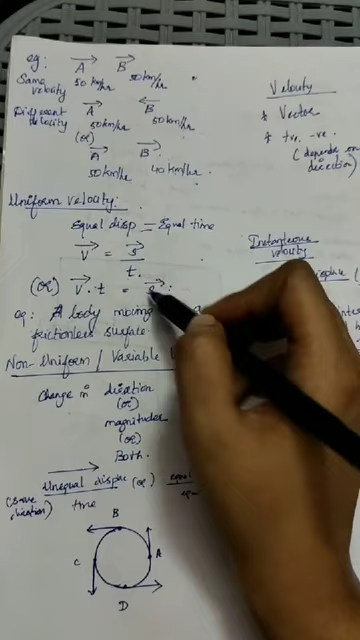 eg: A B
Same velocity 50 km/hr 50 km/hr
Different velocity A B
50 km/hr 50 km/hr
(or)
A B
50 km/hr 40 km/hr
Velocity
* Vector
* +ve, -ve
(depends on direction)
Uniform velocity:
Equal disp = Equal time
V = s / t
(or) V . t = s
eg: A body moving
frictionless surface
Non-Uniform / Variable
Change in direction
(or)
magnitude
(or)
Both.
Unequal displ (or) equal
(Same direction) time
B
C A
D
Instantaneous
velocity